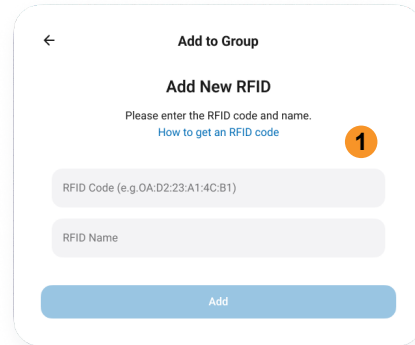 Add to Group
Add New RFID
Please enter the RFID code and name.
How to get an RFID code
1
RFID Code (e.g.OA:D2:23:A1:4C:B1)
RFID Name
Add